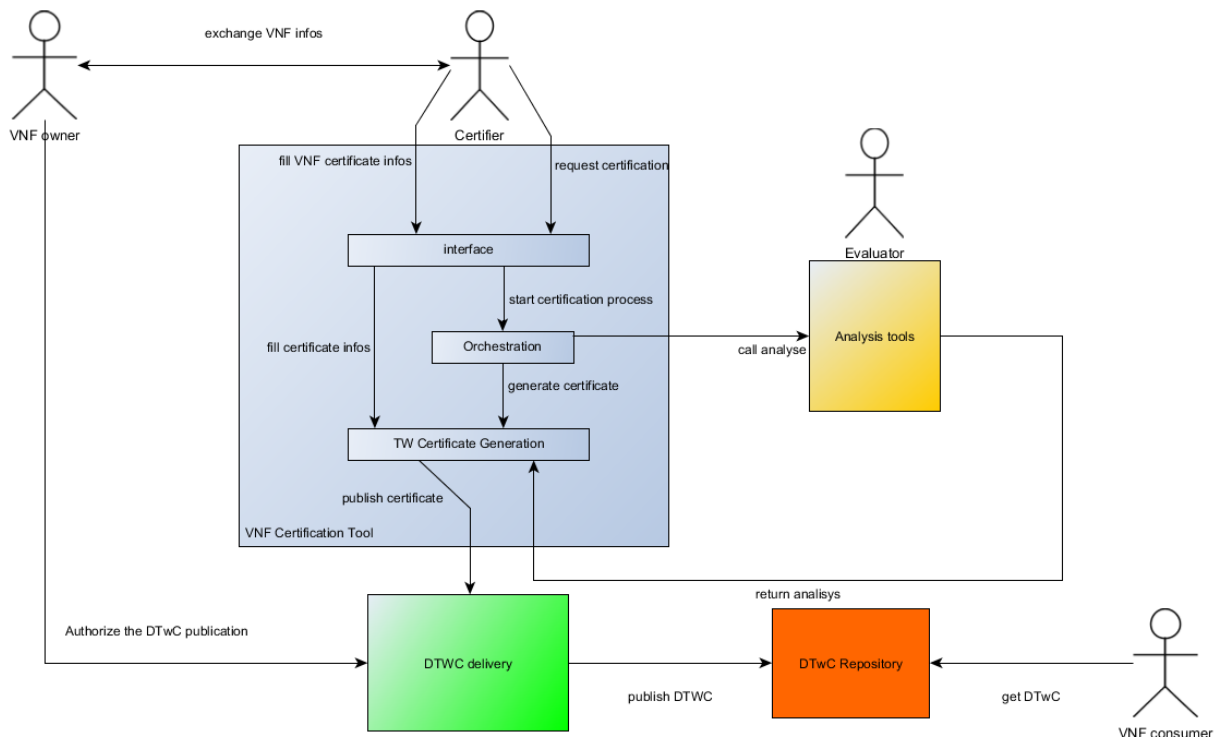 exchange VNF infos
VNF owner
Certifier
fill VNF certificate infos
request certification
Evaluator
interface
start certification process
Analysis tools
fill certificate infos
Orchestration
call analyse
generate certificate
TW Certificate Generation
publish certificate
VNF Certification Tool
return analisys
Authorize the DTwC publication
DTWC delivery
DTwC Repository
publish DTWC
get DTwC
VNF consumer